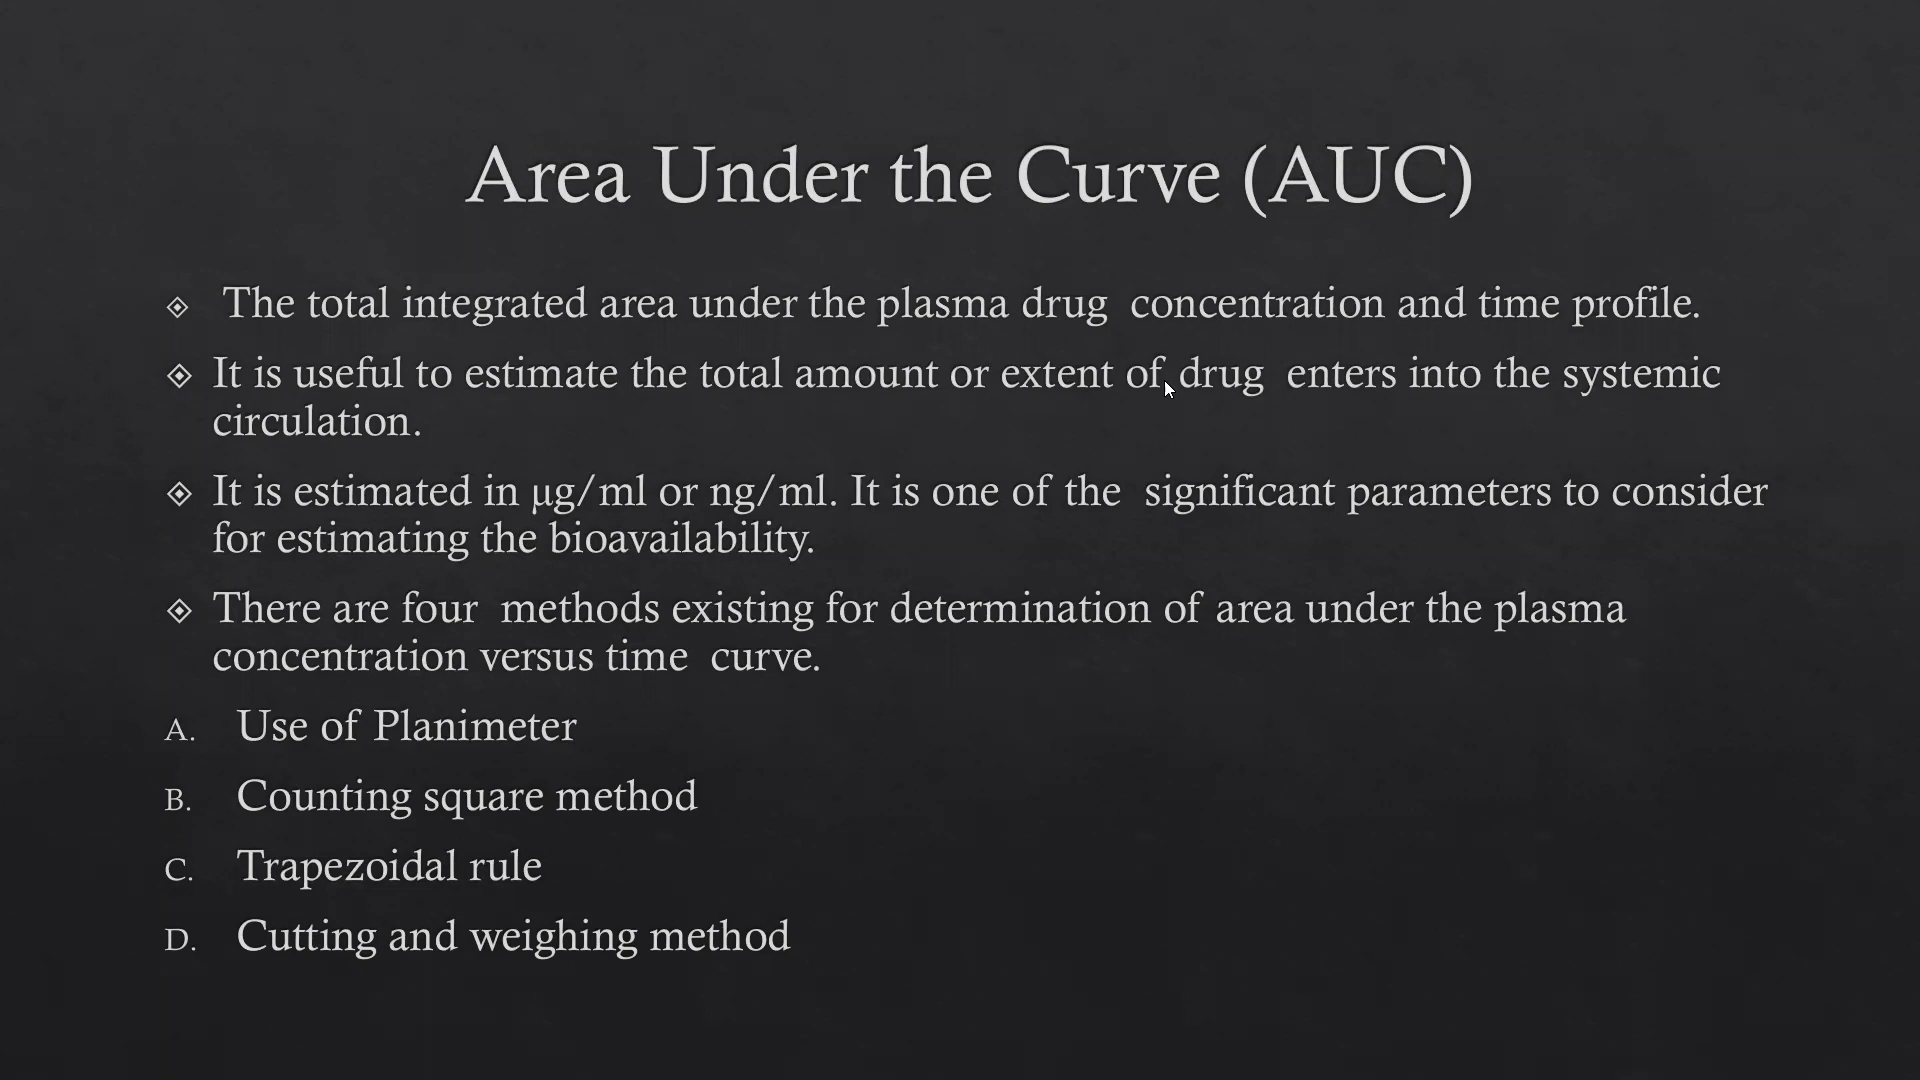 Area Under the Curve (AUC)
The total integrated area under the plasma drug concentration and time profile.
It is useful to estimate the total amount or extent of drug enters into the systemic
circulation.
It is estimated in μg/ml or ng/ml. It is one of the significant parameters to consider
for estimating the bioavailability.
There are four methods existing for determination of area under the plasma
concentration versus time curve.
A. Use of Planimeter
B. Counting square method
C. Trapezoidal rule
D. Cutting and weighing method